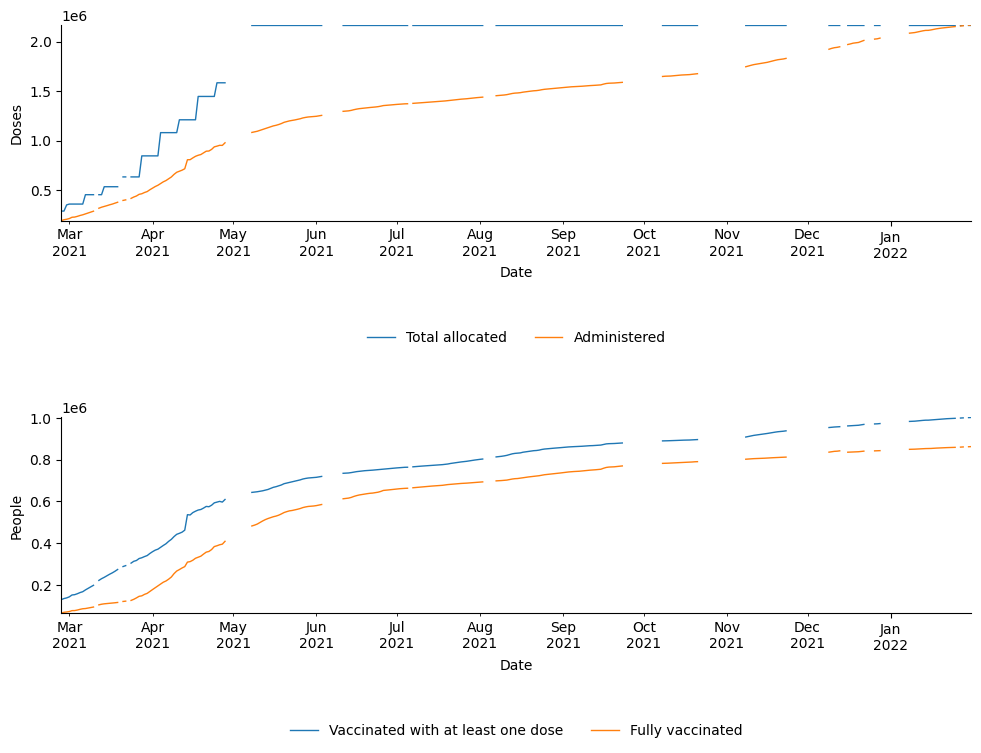 1e6
2.0
1.5
1.0
0.5
Doses
Mar Apr May Jun Jul Aug Sep Oct Nov Dec Jan
2021 2021 2021 2021 2021 2021 2021 2021 2021 2021 2022
Date
Total allocated Administered
1e6
1.0
0.8
0.6
0.4
0.2
People
Mar Apr May Jun Jul Aug Sep Oct Nov Dec Jan
2021 2021 2021 2021 2021 2021 2021 2021 2021 2021 2022
Date
Vaccinated with at least one dose Fully vaccinated